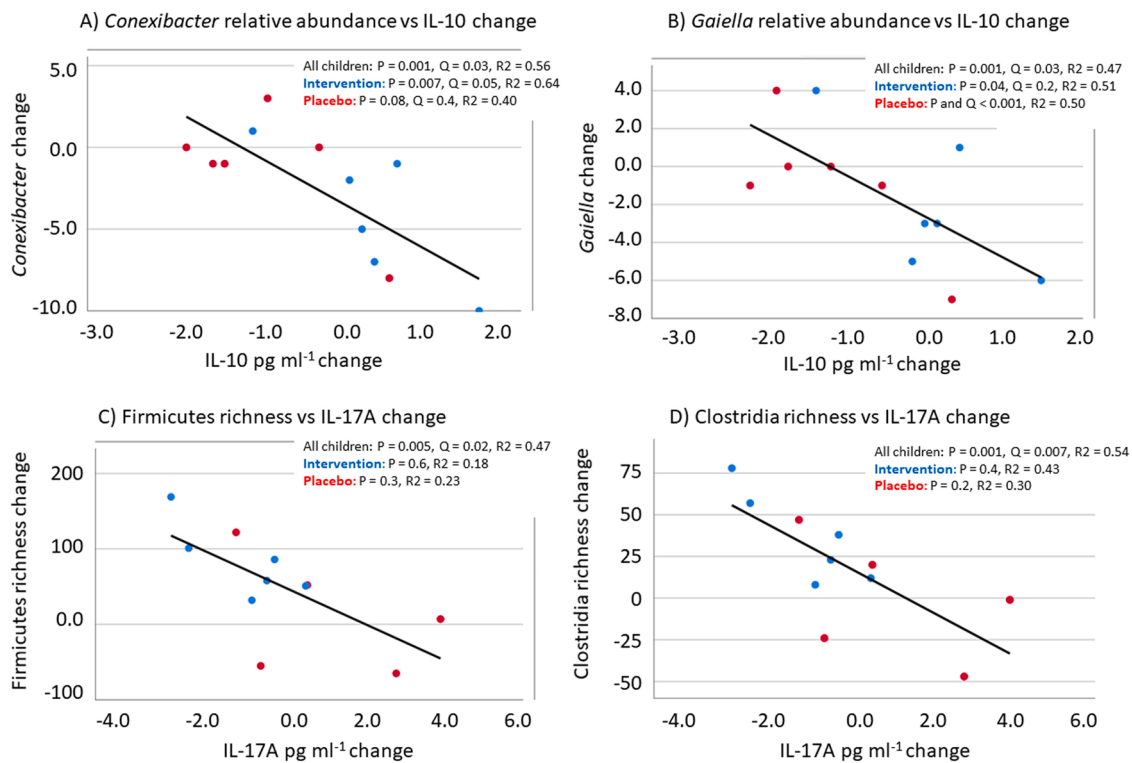 A) Conexibacter relative abundance vs IL-10 change
All children: P = 0.001, Q = 0.03, R2 = 0.56
Intervention: P = 0.007, Q = 0.05, R2 = 0.64
Placebo: P = 0.08, Q = 0.4, R2 = 0.40
Conexibacter change
5.0
0.0
-5.0
-10.0
-3.0 -2.0 -1.0 0.0 1.0 2.0
IL-10 pg ml-1 change
B) Gaiella relative abundance vs IL-10 change
All children: P = 0.001, Q = 0.03, R2 = 0.47
Intervention: P = 0.04, Q = 0.2, R2 = 0.51
Placebo: P and Q < 0.001, R2 = 0.50
Gaiella change
4.0
2.0
0.0
-2.0
-4.0
-6.0
-8.0
-3.0 -2.0 -1.0 0.0 1.0 2.0
IL-10 pg ml-1 change
C) Firmicutes richness vs IL-17A change
All children: P = 0.005, Q = 0.02, R2 = 0.47
Intervention: P = 0.6, R2 = 0.18
Placebo: P = 0.3, R2 = 0.23
Firmicutes richness change
200
100
0.0
-100
-4.0 -2.0 0.0 2.0 4.0 6.0
IL-17A pg ml-1 change
D) Clostridia richness vs IL-17A change
All children: P = 0.001, Q = 0.007, R2 = 0.54
Intervention: P = 0.4, R2 = 0.43
Placebo: P = 0.2, R2 = 0.30
Clostridia richness change
75
50
25
0
-25
-50
-4.0 -2.0 0.0 2.0 4.0 6.0
IL-17A pg ml-1 change